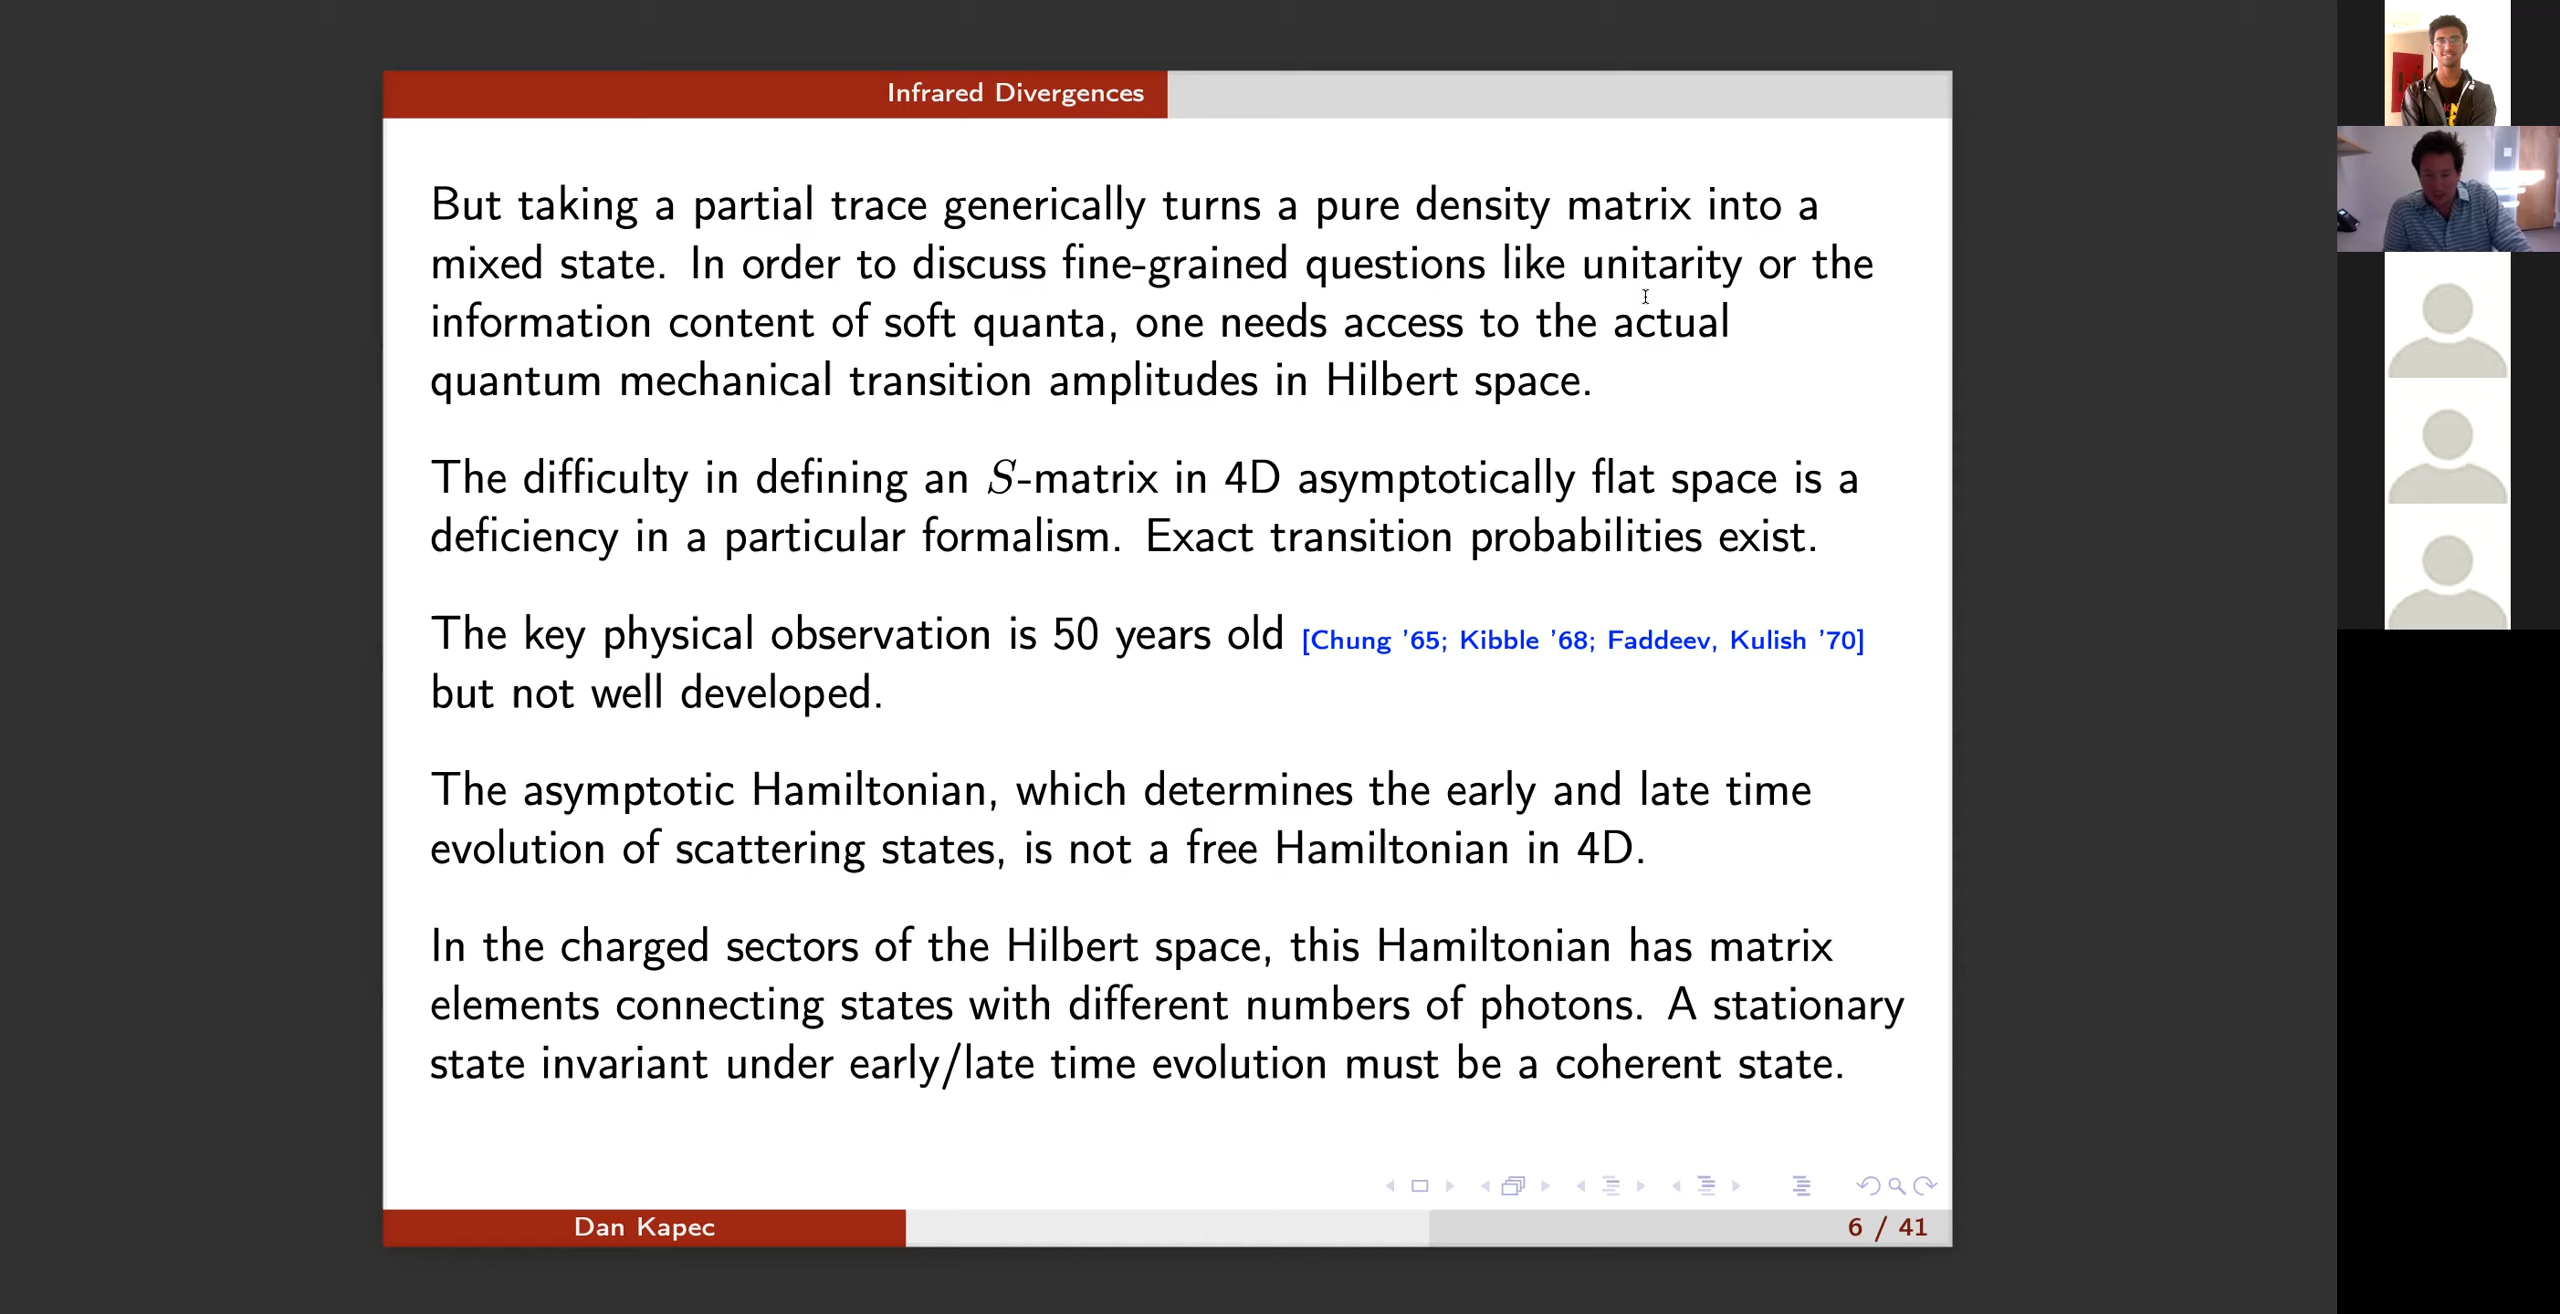 Infrared Divergences
But taking a partial trace generically turns a pure density matrix into a
mixed state. In order to discuss fine-grained questions like unitarity or the
information content of soft quanta, one needs access to the actual
quantum mechanical transition amplitudes in Hilbert space.
The difficulty in defining an S-matrix in 4D asymptotically flat space is a
deficiency in a particular formalism. Exact transition probabilities exist.
The key physical observation is 50 years old [Chung ’65; Kibble ’68; Faddeev, Kulish ’70]
but not well developed.
The asymptotic Hamiltonian, which determines the early and late time
evolution of scattering states, is not a free Hamiltonian in 4D.
In the charged sectors of the Hilbert space, this Hamiltonian has matrix
elements connecting states with different numbers of photons. A stationary
state invariant under early/late time evolution must be a coherent state.
Dan Kapec
6 / 41